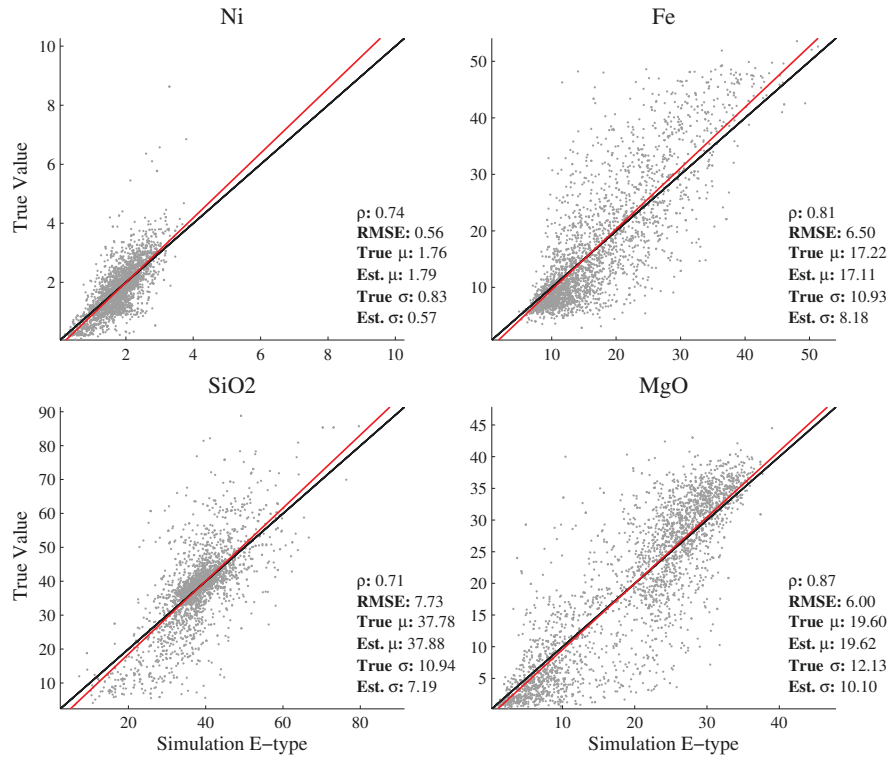 Ni
10
8
6
4
2
True Value
2
4
6
8
10
ρ: 0.74
RMSE: 0.56
True μ: 1.76
Est. μ: 1.79
True σ: 0.83
Est. σ: 0.57
Fe
50
40
30
20
10
10
20
30
40
50
ρ: 0.81
RMSE: 6.50
True μ: 17.22
Est. μ: 17.11
True σ: 10.93
Est. σ: 8.18
SiO2
90
80
70
60
50
40
30
20
10
True Value
20
40
60
80
Simulation E−type
ρ: 0.71
RMSE: 7.73
True μ: 37.78
Est. μ: 37.88
True σ: 10.94
Est. σ: 7.19
MgO
45
40
35
30
25
20
15
10
5
10
20
30
40
Simulation E−type
ρ: 0.87
RMSE: 6.00
True μ: 19.60
Est. μ: 19.62
True σ: 12.13
Est. σ: 10.10